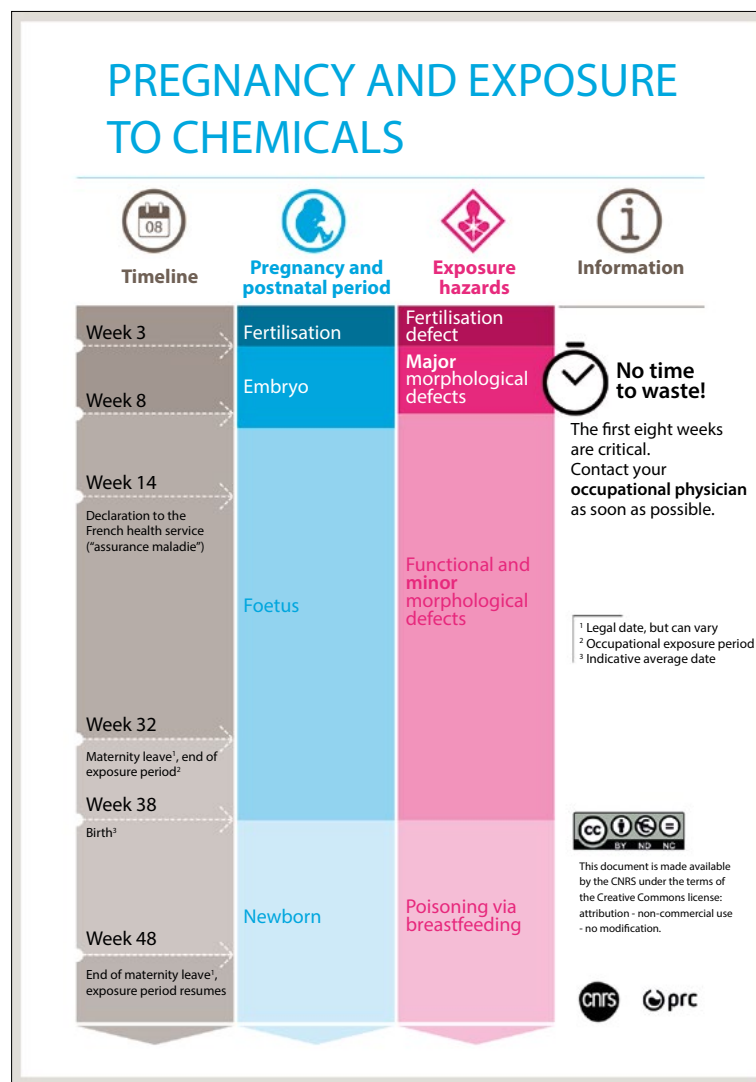 PREGNANCY AND EXPOSURE
TO CHEMICALS
08
Timeline
Pregnancy and
postnatal period
Exposure
hazards
Information
Week 3
Fertilisation
Fertilisation
defect
Week 8
Embryo
Major
morphological
defects
No time
to waste!
The first eight weeks
are critical.
Contact your
occupational physician
as soon as possible.
Week 14
Declaration to the
French health service
("assurance maladie")
Foetus
Functional and
minor
morphological
defects
¹ Legal date, but can vary
² Occupational exposure period
³ Indicative average date
Week 32
Maternity leave¹, end of
exposure period²
Week 38
Birth³
Newborn
Poisoning via
breastfeeding
Week 48
End of maternity leave¹,
exposure period resumes
cc
BY ND NC
This document is made available
by the CNRS under the terms of
the Creative Commons license:
attribution - non-commercial use
- no modification.
cnrs
prc